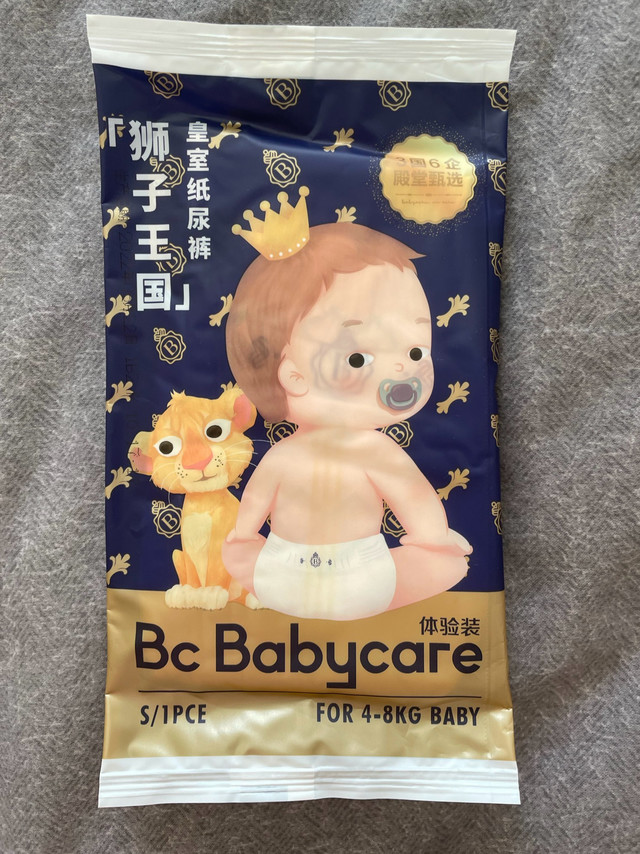 「狮子王国」
皇室纸尿裤
国6企
殿堂甄选
体验装
Bc Babycare
S/1PCE
FOR 4-8KG BABY